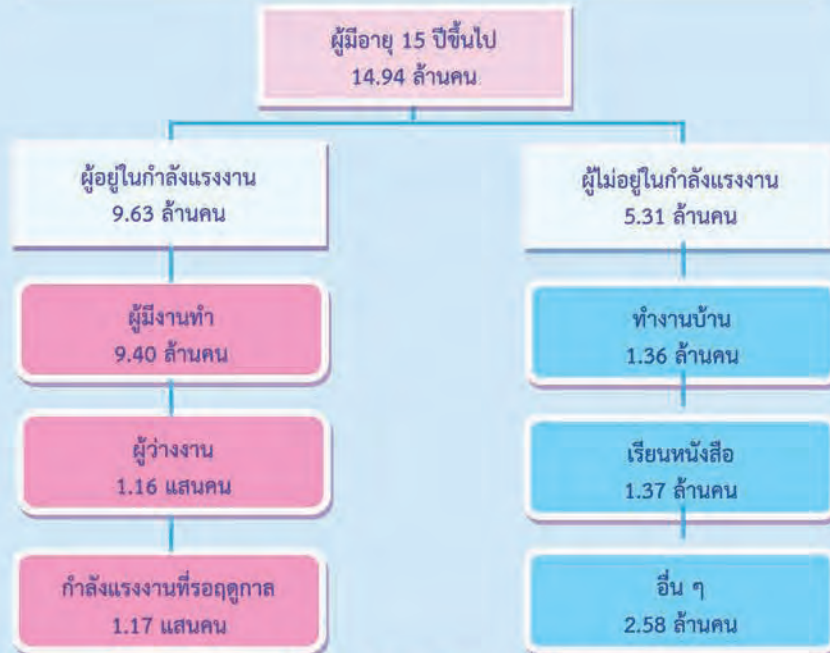 ผู้มีอายุ 15 ปีขึ้นไป
14.94 ล้านคน
ผู้อยู่ในกำลังแรงงาน
9.63 ล้านคน
ผู้มีงานทำ
9.40 ล้านคน
ผู้ว่างงาน
1.16 แสนคน
กำลังแรงงานที่รอฤดูกาล
1.17 แสนคน
ผู้ไม่อยู่ในกำลังแรงงาน
5.31 ล้านคน
ทำงานบ้าน
1.36 ล้านคน
เรียนหนังสือ
1.37 ล้านคน
อื่น ๆ
2.58 ล้านคน